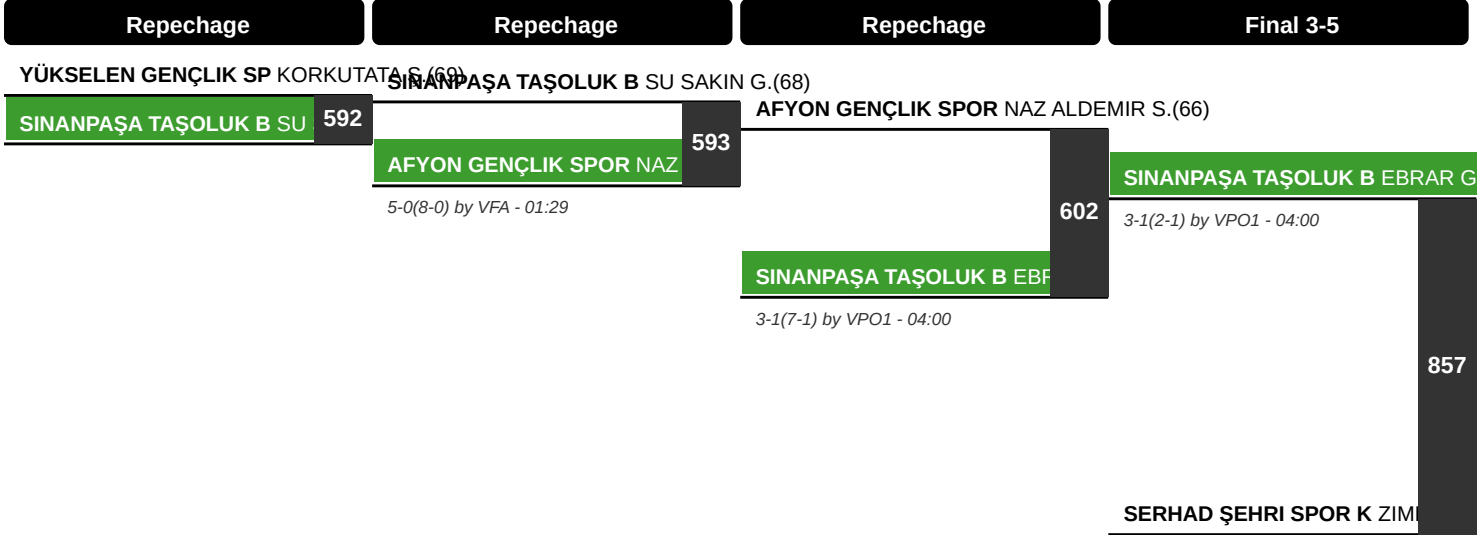 Repechage
Repechage
Repechage
Final 3-5
YÜKSELEN GENÇLIK SP KORKUTATA Ş.(69)
SINANPAŞA TAŞOLUK B SU
592
SINANPAŞA TAŞOLUK B SU SAKIN G.(68)
AFYON GENÇLIK SPOR NAZ
593
5-0(8-0) by VFA - 01:29
AFYON GENÇLIK SPOR NAZ ALDEMIR S.(66)
SINANPAŞA TAŞOLUK B
602
3-1(7-1) by VPO1 - 04:00
SINANPAŞA TAŞOLUK B EBRAR G
3-1(2-1) by VPO1 - 04:00
857
SERHAD ŞEHRI SPOR K